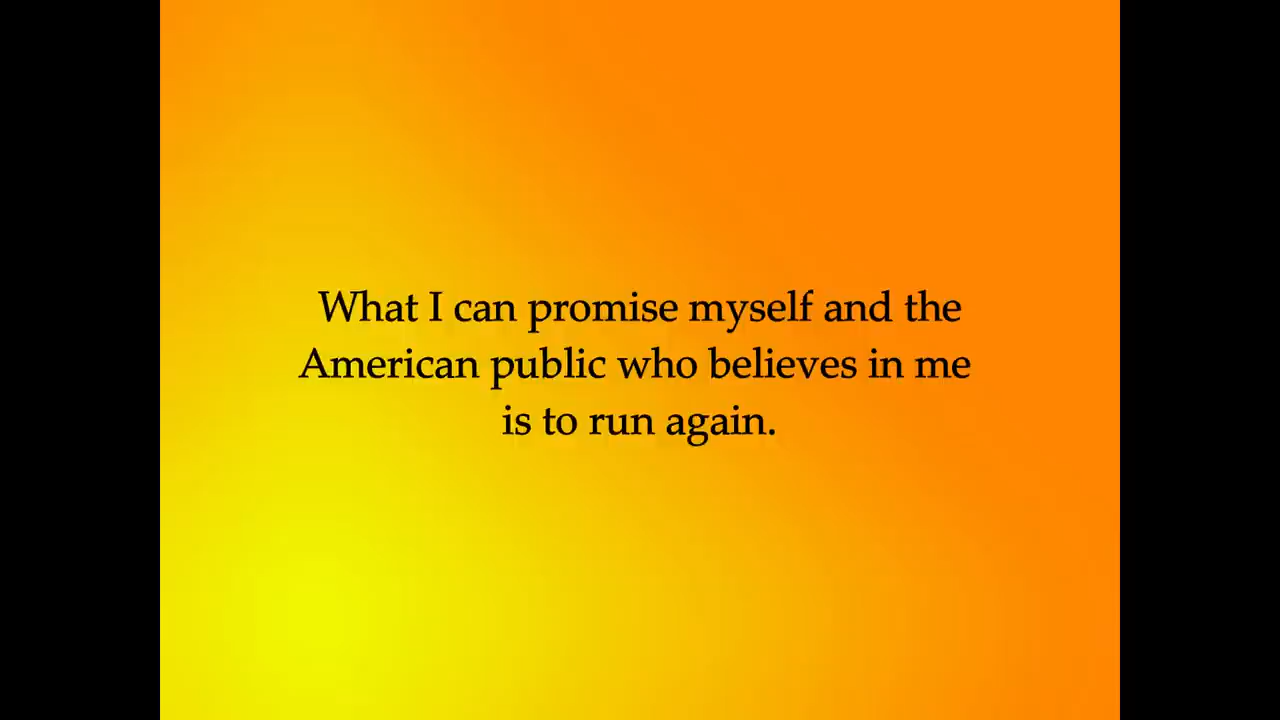 What I can promise myself and the
American public who believes in me
is to run again.